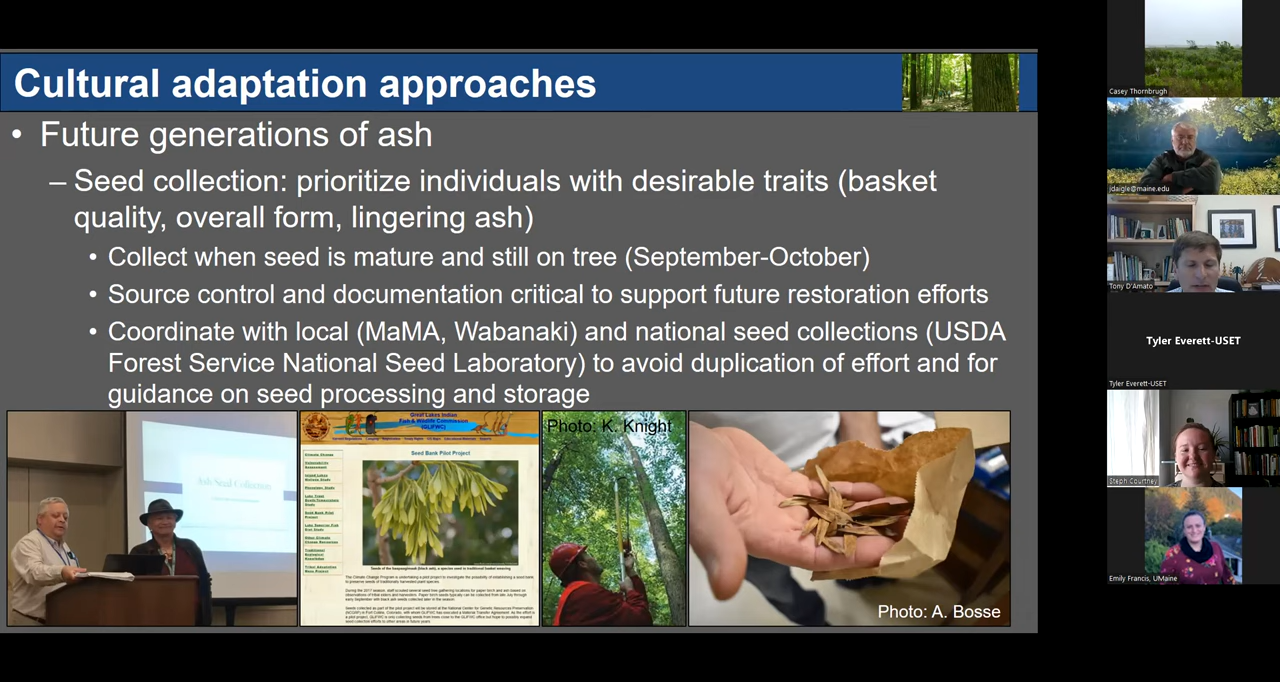 Cultural adaptation approaches
• Future generations of ash
– Seed collection: prioritize individuals with desirable traits (basket
quality, overall form, lingering ash)
• Collect when seed is mature and still on tree (September-October)
• Source control and documentation critical to support future restoration efforts
• Coordinate with local (MaMA, Wabanaki) and national seed collections (USDA
Forest Service National Seed Laboratory) to avoid duplication of effort and for
guidance on seed processing and storage
Ash Seed Collection
Great Lakes Indian
Fish & Wildlife Commission
(GLIFWC)
Seed Bank Pilot Project
Climate Change
Photo: K. Knight
Photo: A. Bosse
Casey Thornbrugh
jdaigle@maine.edu
Tony D'Amato
Tyler Everett-USET
Tyler Everett-USET
Steph Courtney
Emily Francis, UMaine